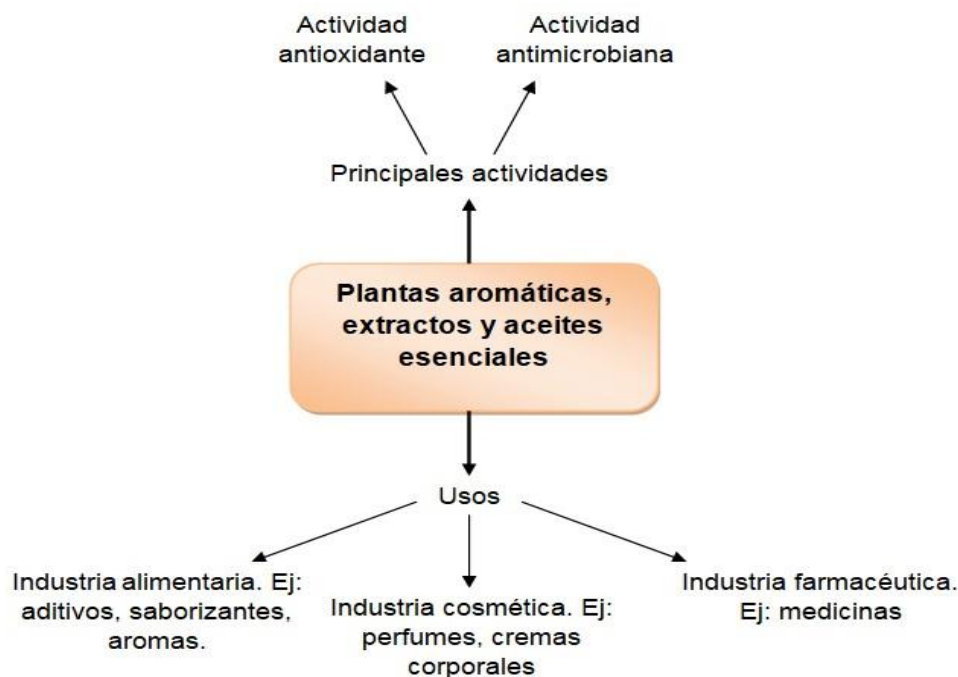 Actividad
antioxidante
Actividad
antimicrobiana
Principales actividades
Plantas aromáticas,
extractos y aceites
esenciales
Usos
Industria alimentaria. Ej:
aditivos, saborizantes,
aromas.
Industria cosmética. Ej:
perfumes, cremas
corporales
Industria farmacéutica.
Ej: medicinas